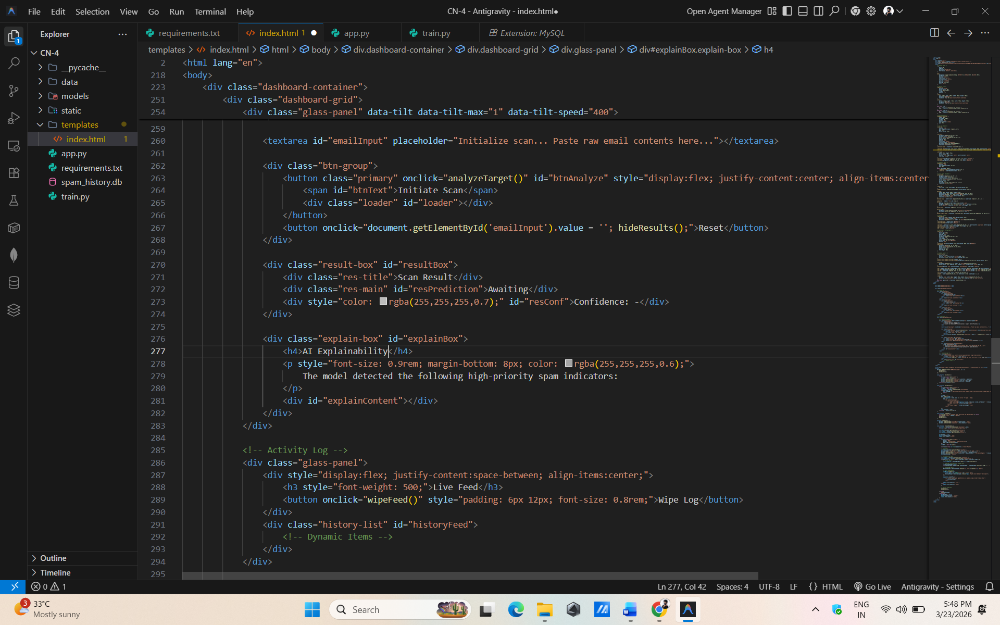 File Edit Selection View Go Run Terminal Help
CN-4 - Antigravity - index.html●
Open Agent Manager
Explorer
requirements.txt
index.html 1
app.py
train.py
Extension: MySQL
templates > index.html > html > body > div.dashboard-container > div.dashboard-grid > div.glass-panel > div#explainBox.explain-box > h4
1
CN-4
__pycache__
data
models
static
templates
index.html 1
app.py
requirements.txt
spam_history.db
train.py
Outline
Timeline
2 <html lang="en">
218 <body>
223 <div class="dashboard-container">
251 <div class="dashboard-grid">
254 <div class="glass-panel" data-tilt data-tilt-max="1" data-tilt-speed="400">
259
260 <textarea id="emailInput" placeholder="Initialize scan... Paste raw email contents here..."></textarea>
261
262 <div class="btn-group">
263 <button class="primary" onclick="analyzeTarget()" id="btnAnalyze" style="display:flex; justify-content:center; align-items:center
264 <span id="btnText">Initiate Scan</span>
265 <div class="loader" id="loader"></div>
266 </button>
267 <button onclick="document.getElementById('emailInput').value = ''; hideResults();">Reset</button>
268 </div>
269
270 <div class="result-box" id="resultBox">
271 <div class="res-title">Scan Result</div>
272 <div class="res-main" id="resPrediction">Awaiting</div>
273 <div style="color: rgba(255,255,255,0.7);" id="resConf">Confidence: -</div>
274 </div>
275
276 <div class="explain-box" id="explainBox">
277 <h4>AI Explainability</h4>
278 <p style="font-size: 0.9rem; margin-bottom: 8px; color: rgba(255,255,255,0.6);">
279 The model detected the following high-priority spam indicators:
280 </p>
281 <div id="explainContent"></div>
282 </div>
283 </div>
284
285 <!-- Activity Log -->
286 <div class="glass-panel">
287 <div style="display:flex; justify-content:space-between; align-items:center;">
288 <h3 style="font-weight: 500;">Live Feed</h3>
289 <button onclick="wipeFeed()" style="padding: 6px 12px; font-size: 0.8rem;">Wipe Log</button>
290 </div>
291 <div class="history-list" id="historyFeed">
292 <!-- Dynamic Items -->
293 </div>
294 </div>
295
0 1
Ln 277, Col 42
Spaces: 4
UTF-8
LF
{ } HTML
Go Live
Antigravity - Settings
3
33°C
Mostly sunny
Search
ENG
IN
5:48 PM
3/23/2026